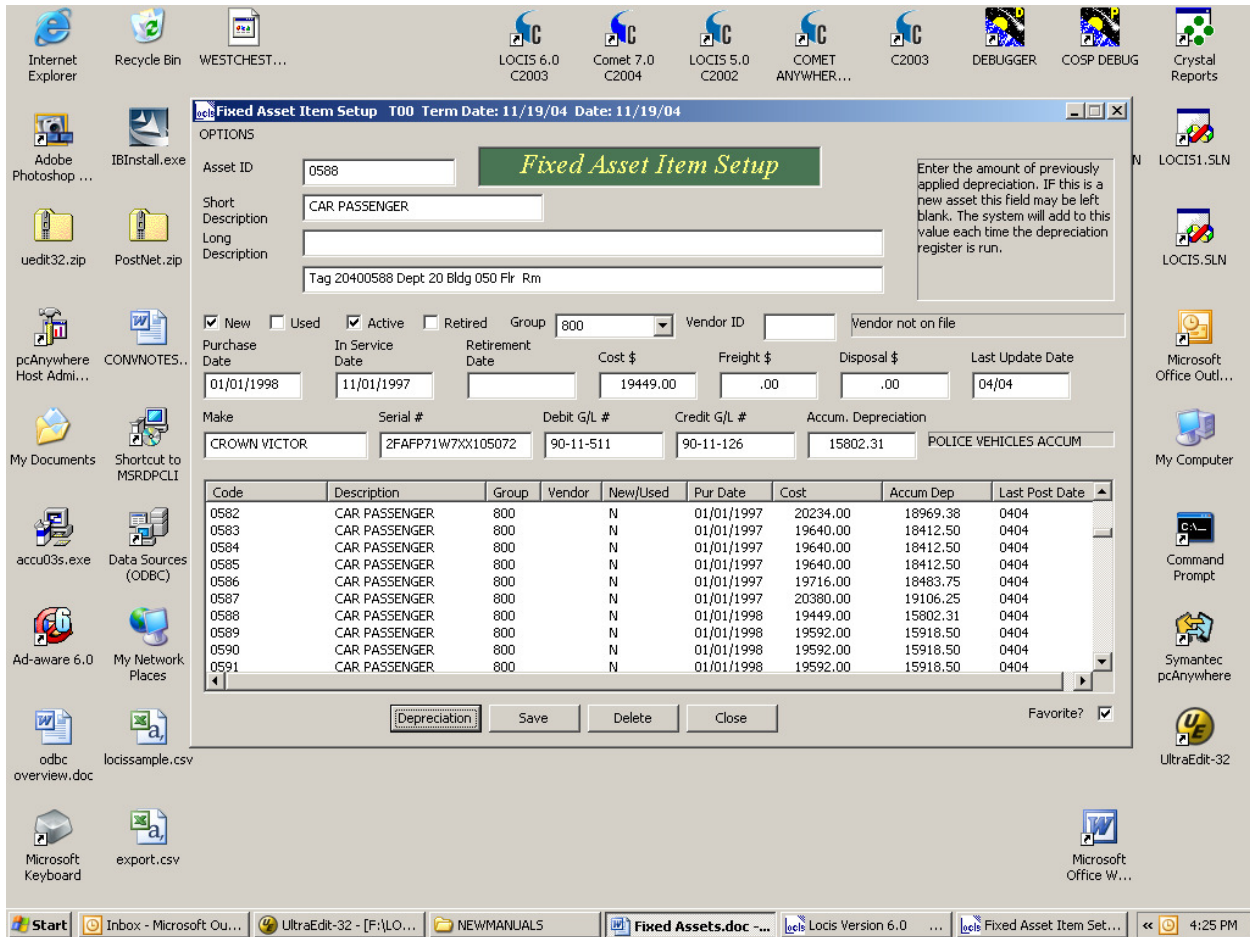 Internet Explorer
Recycle Bin
WESTCHEST...
LOCIS 6.0 C2003
Comet 7.0 C2004
LOCIS 5.0 C2002
COMET ANYWHER...
C2003
DEBUGGER
COSP DEBUG
Crystal Reports
Adobe Photoshop ...
IBInstall.exe
N
LOCIS1.SLN
uedit32.zip
PostNet.zip
LOCIS.SLN
pcAnywhere Host Admi...
CONVNOTES...
Microsoft Office Outl...
My Documents
Shortcut to MSRDPCLI
My Computer
accu03s.exe
Data Sources (ODBC)
Command Prompt
Ad-aware 6.0
My Network Places
Symantec pcAnywhere
odbc overview.doc
locissample.csv
UltraEdit-32
Microsoft Keyboard
export.csv
Microsoft Office W...
Fixed Asset Item Setup T00 Term Date: 11/19/04 Date: 11/19/04
OPTIONS
Asset ID 0588
Fixed Asset Item Setup
Enter the amount of previously
applied depreciation. IF this is a
new asset this field may be left
blank. The system will add to this
value each time the depreciation
register is run.
Short Description CAR PASSENGER
Long Description
Tag 20400588 Dept 20 Bldg 050 Flr Rm
New Used Active Retired Group 800 Vendor ID Vendor not on file
Purchase Date In Service Date Retirement Date Cost $ Freight $ Disposal $ Last Update Date
01/01/1998 11/01/1997 19449.00 .00 .00 04/04
Make Serial # Debit G/L # Credit G/L # Accum. Depreciation
CROWN VICTOR 2FAFP71W7XX105072 90-11-511 90-11-126 15802.31 POLICE VEHICLES ACCUM
Code Description Group Vendor New/Used Pur Date Cost Accum Dep Last Post Date
0582 CAR PASSENGER 800 N 01/01/1997 20234.00 18969.38 0404
0583 CAR PASSENGER 800 N 01/01/1997 19640.00 18412.50 0404
0584 CAR PASSENGER 800 N 01/01/1997 19640.00 18412.50 0404
0585 CAR PASSENGER 800 N 01/01/1997 19640.00 18412.50 0404
0586 CAR PASSENGER 800 N 01/01/1997 19716.00 18483.75 0404
0587 CAR PASSENGER 800 N 01/01/1997 20380.00 19106.25 0404
0588 CAR PASSENGER 800 N 01/01/1998 19449.00 15802.31 0404
0589 CAR PASSENGER 800 N 01/01/1998 19592.00 15918.50 0404
0590 CAR PASSENGER 800 N 01/01/1998 19592.00 15918.50 0404
0591 CAR PASSENGER 800 N 01/01/1998 19592.00 15918.50 0404
Depreciation Save Delete Close Favorite?
Start Inbox - Microsoft Ou... UltraEdit-32 - [F:\LO... NEWMANUALS Fixed Assets.doc -... Locis Version 6.0 ... Fixed Asset Item Set... « 4:25 PM